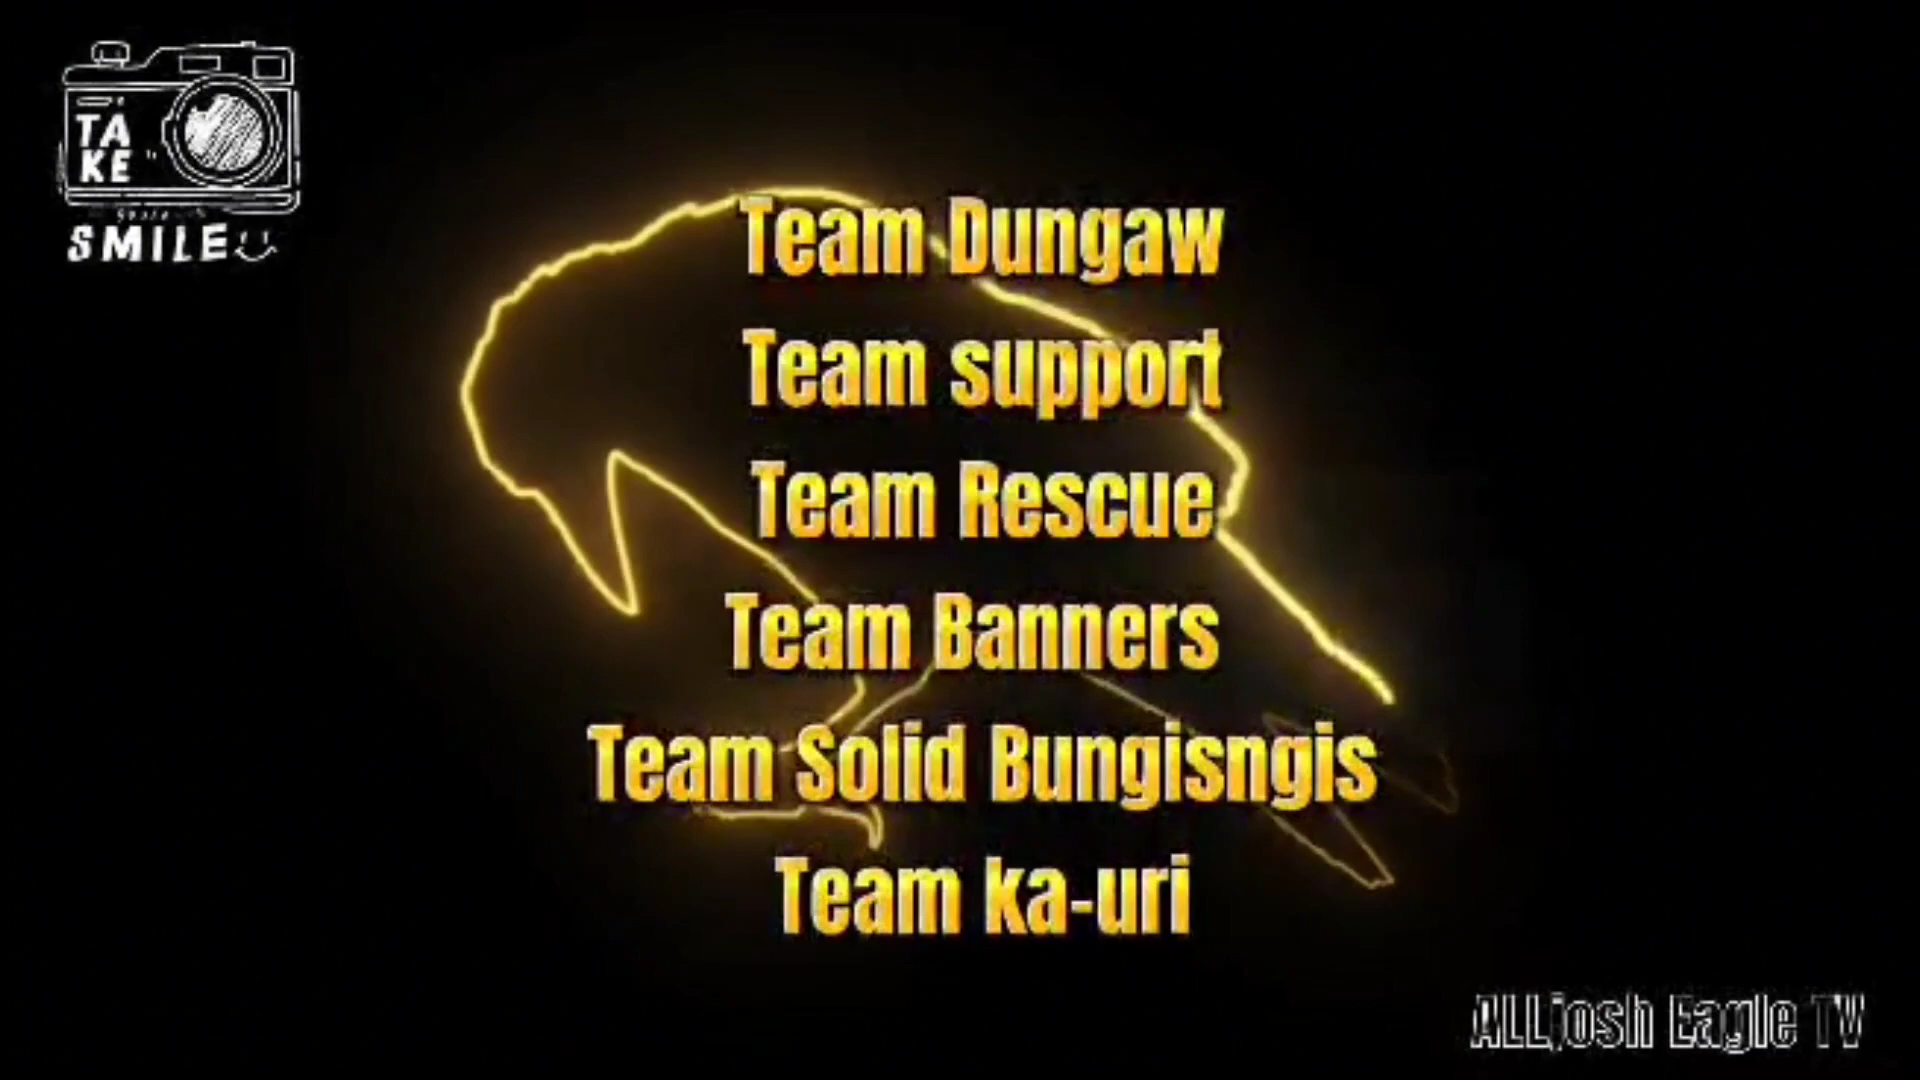 TA
KE
SMILE
Team Dungaw
Team support
Team Rescue
Team Banners
Team Solid Bungisngis
Team ka-uri
ALLjosh Eagle TV